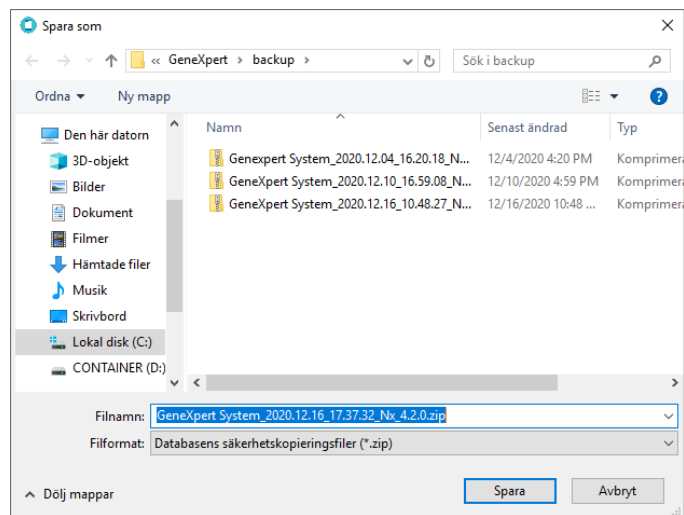 Spara som
« GeneXpert › backup ›
Sök i backup
Ordna
Ny mapp
?
Den här datorn
3D-objekt
Bilder
Dokument
Filmer
Hämtade filer
Musik
Skrivbord
Lokal disk (C:)
CONTAINER (D:)
Namn Senast ändrad Typ
Genexpert System_2020.12.04_16.20.18_N... 12/4/2020 4:20 PM Komprimera
GeneXpert System_2020.12.10_16.59.08_N... 12/10/2020 4:59 PM Komprimera
GeneXpert System_2020.12.16_10.48.27_N... 12/16/2020 10:48 ... Komprimera
Filnamn: GeneXpert System_2020.12.16_17.37.32_Nx_4.2.0.zip
Filformat: Databasens säkerhetskopieringsfiler (*.zip)
Dölj mappar
Spara
Avbryt